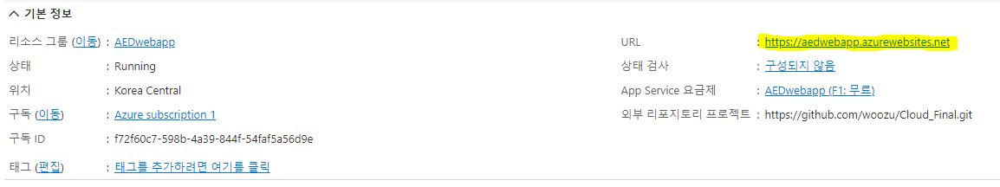 기본 정보
리소스 그룹 (이동) : AEDwebapp
상태 : Running
위치 : Korea Central
구독 (이동) : Azure subscription 1
구독 ID : f72f60c7-598b-4a39-844f-54faf5a56d9e
태그 (편집) : 태그를 추가하려면 여기를 클릭
URL : https://aedwebapp.azurewebsites.net
상태 검사 : 구성되지 않음
App Service 요금제 : AEDwebapp (F1: 무료)
외부 리포지토리 프로젝트 : https://github.com/woozu/Cloud_Final.git